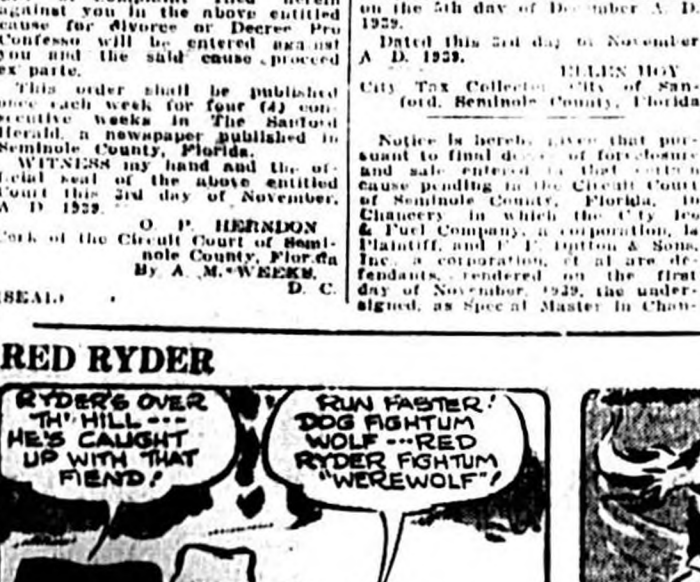 against you in the above entitled
cause for divorce or Decree Pro
Confesso will be entered against
you and the said cause proceed
ex parte.
This order shall be published
once each week for four (4) con-
secutive weeks in The Sanford
Herald, a newspaper published in
Seminole County, Florida.
WITNESS my hand and the of-
ficial seal of the above entitled
Court this 3rd day of November,
A D 1939.
O. P. HERNDON
Clerk of the Circuit Court of Semi-
nole County, Florida
By A. M. WEEKS,
D. C.
(SEAL)
on the 5th day of December A. D.
1939.
Dated this 3rd day of November
A D. 1939.
ELLEN HOY
City Tax Collector City of San-
ford, Seminole County, Florida
Notice is hereby given that pur-
suant to final decree of foreclosure
and sale entered in that certain
cause pending in the Circuit Court
of Seminole County, Florida, in
Chancery in which the City Ice
& Fuel Company, a corporation, is
Plaintiff, and F. F. Dutton & Sons,
Inc., a corporation, et al are de-
fendants, rendered on the first
day of November, 1939, the under-
signed, as Special Master in Chan-
RED RYDER
RYDER'S OVER
TH' HILL ---
HE'S CAUGHT
UP WITH THAT
FIEND!
RUN FASTER!
DOG FIGHTUM
WOLF --- RED
RYDER FIGHTUM
"WEREWOLF"!